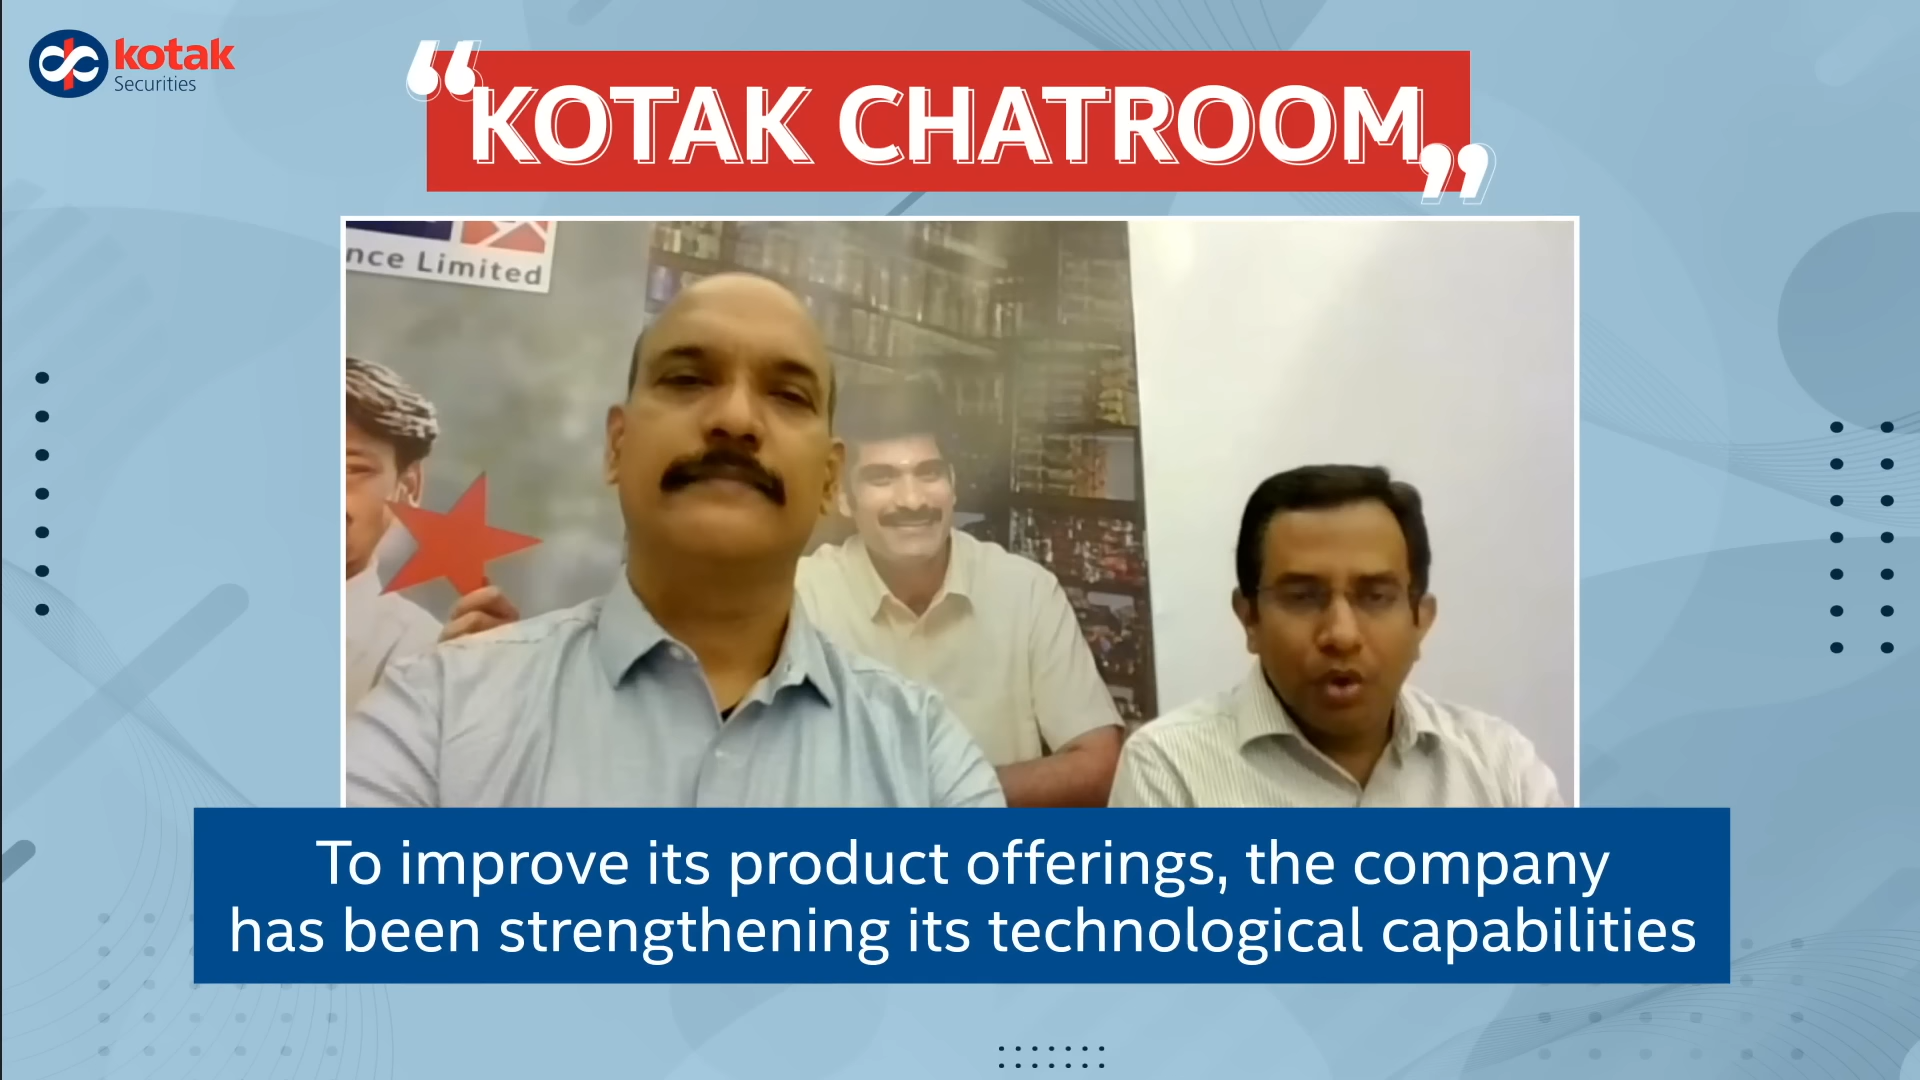 kotak
Securities
“KOTAK CHATROOM”
nce Limited
To improve its product offerings, the company
has been strengthening its technological capabilities